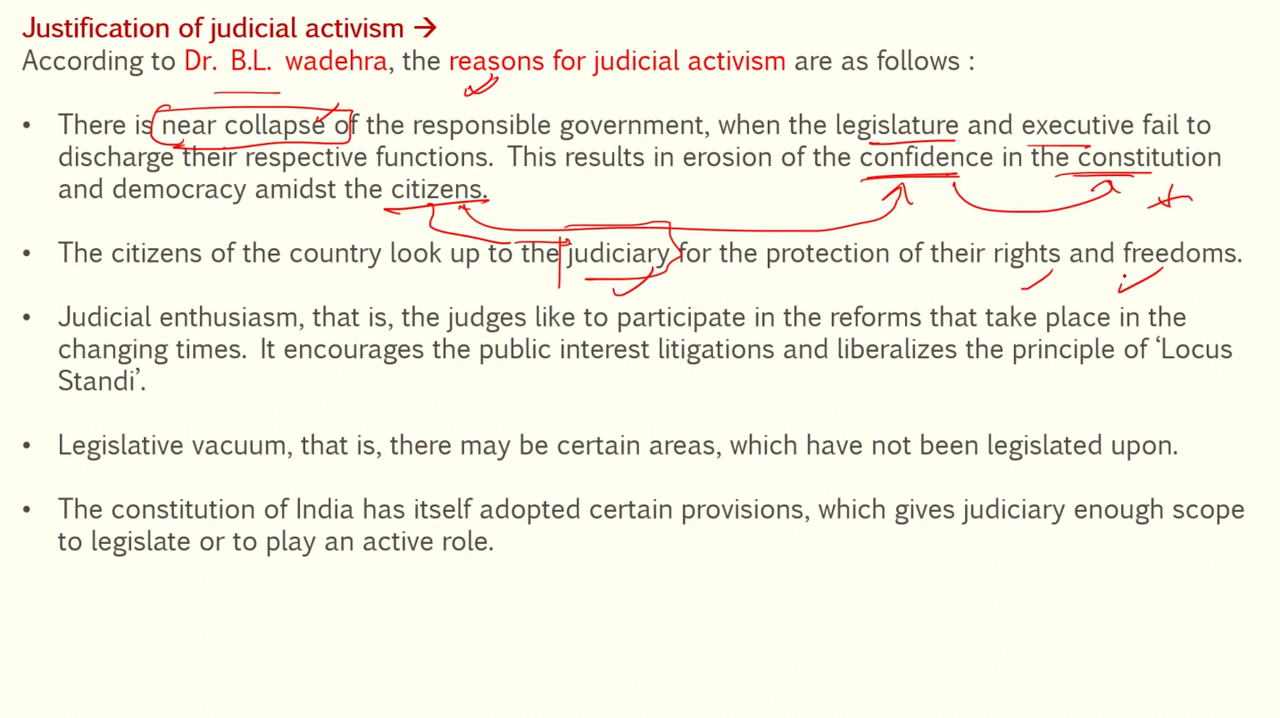 Justification of judicial activism →
According to Dr. B.L. wadehra, the reasons for judicial activism are as follows :
• There is near collapse of the responsible government, when the legislature and executive fail to
discharge their respective functions. This results in erosion of the confidence in the constitution
and democracy amidst the citizens.
• The citizens of the country look up to the judiciary for the protection of their rights and freedoms.
• Judicial enthusiasm, that is, the judges like to participate in the reforms that take place in the
changing times. It encourages the public interest litigations and liberalizes the principle of ‘Locus
Standi’.
• Legislative vacuum, that is, there may be certain areas, which have not been legislated upon.
• The constitution of India has itself adopted certain provisions, which gives judiciary enough scope
to legislate or to play an active role.